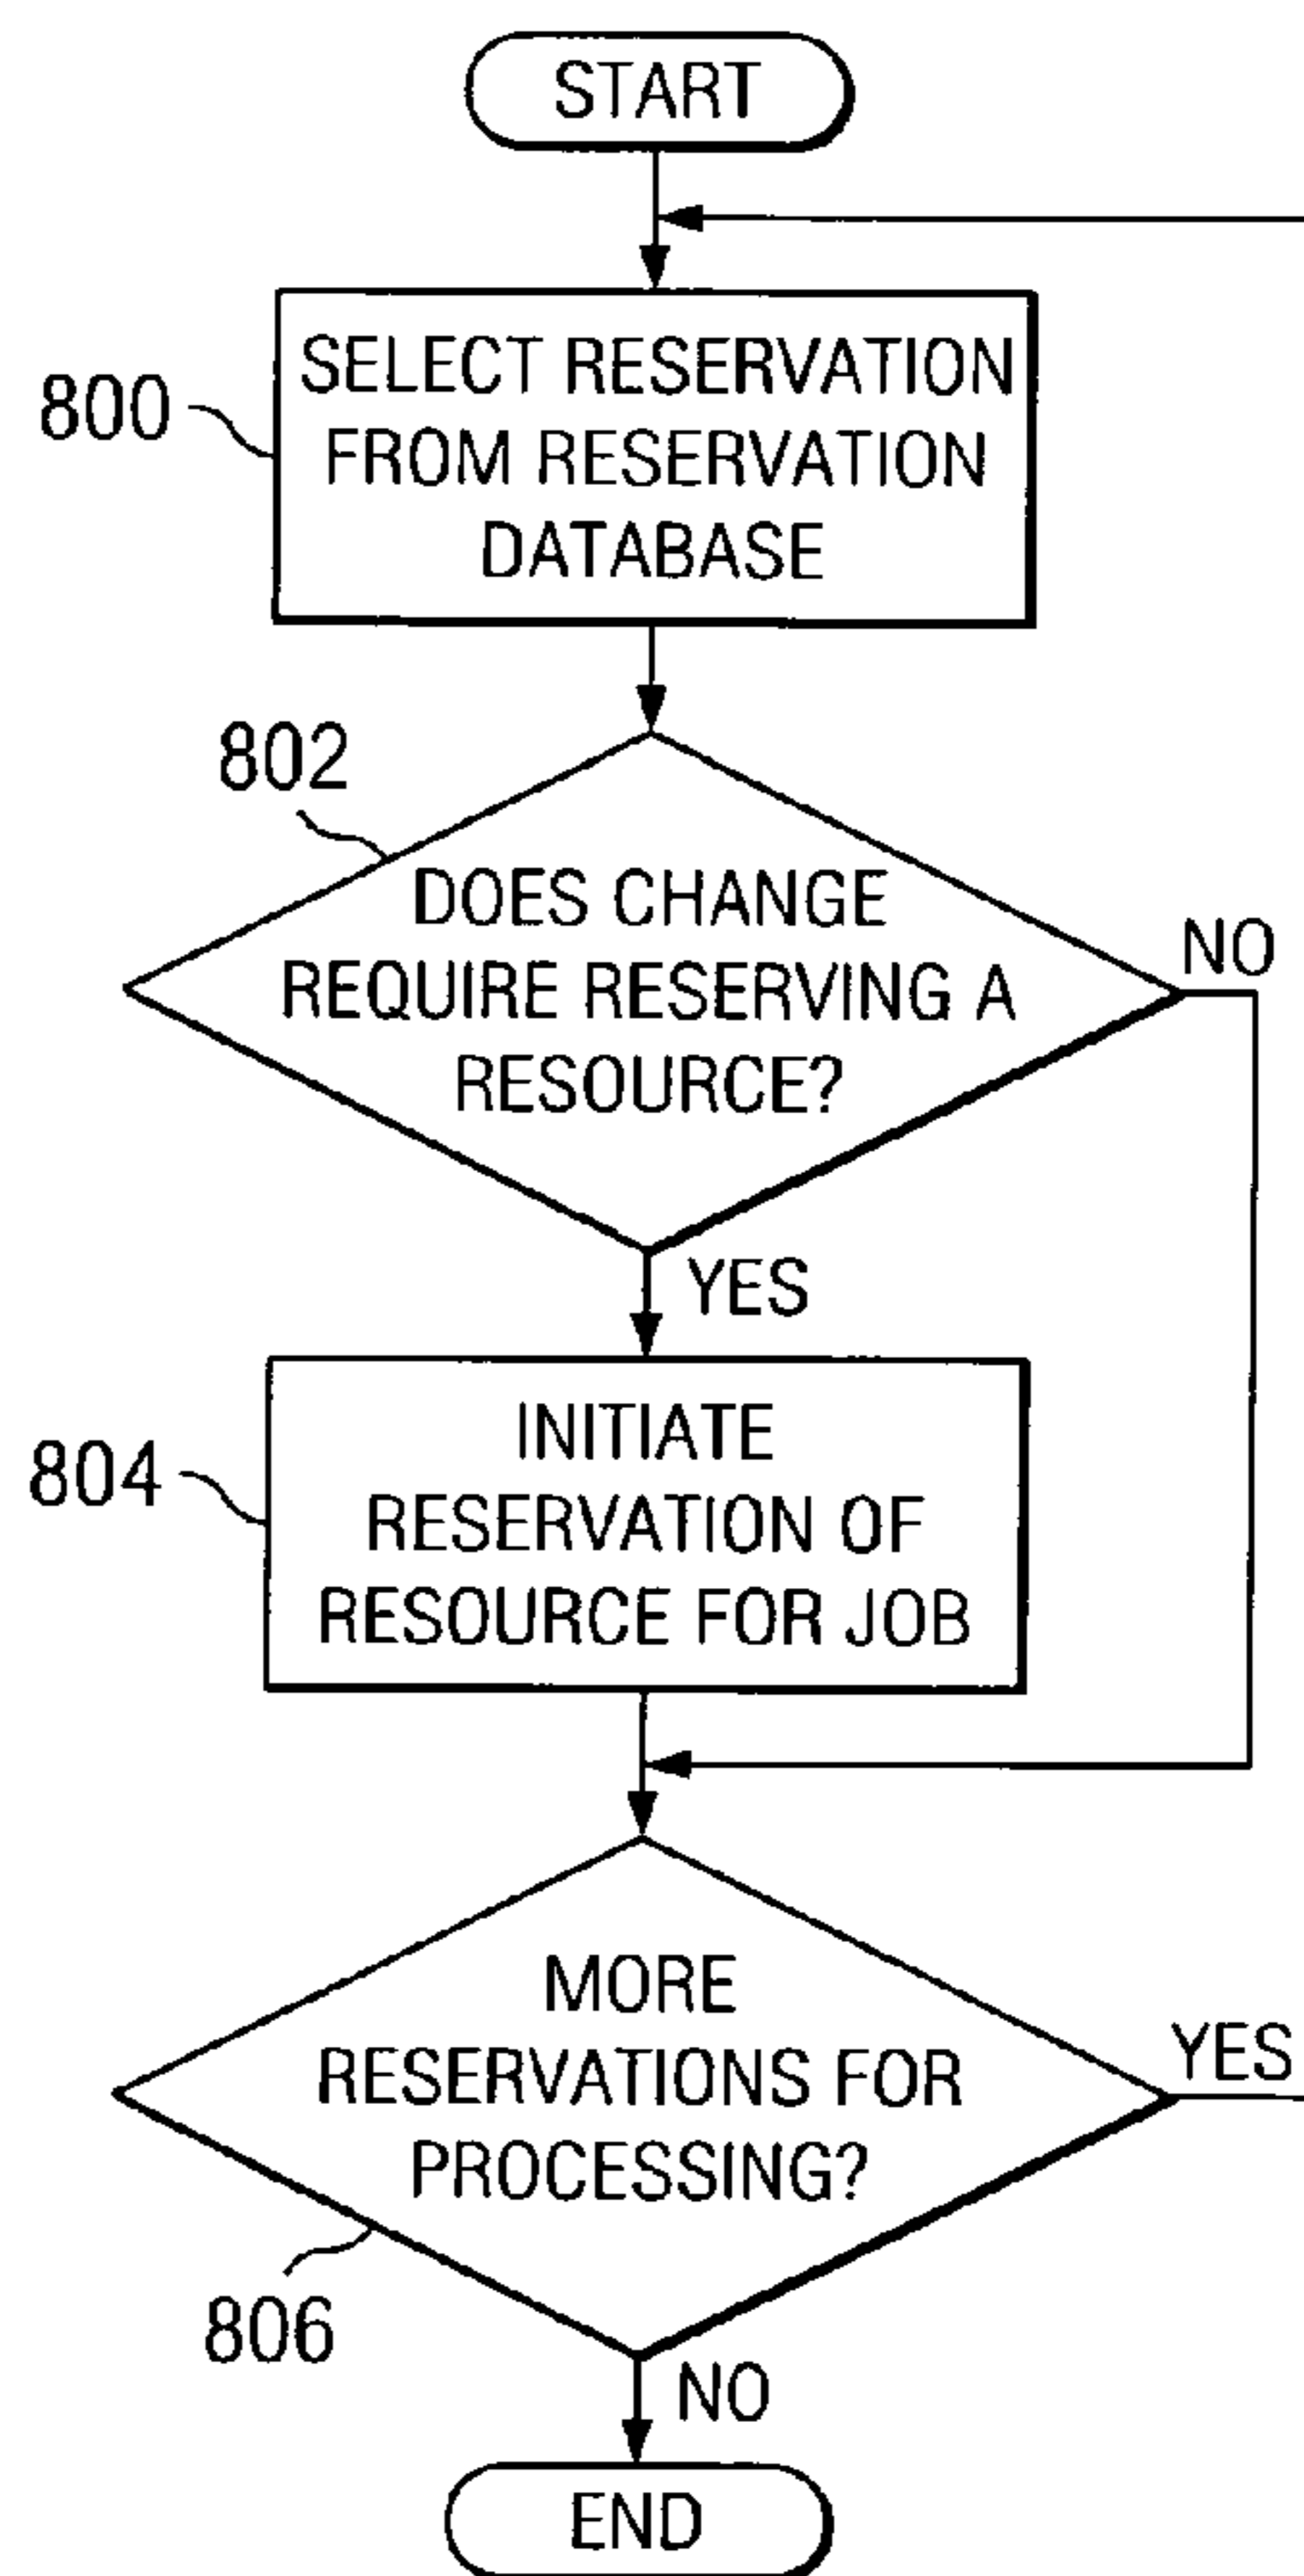 START
800
SELECT RESERVATION
FROM RESERVATION
DATABASE
802
DOES CHANGE
REQUIRE RESERVING A
RESOURCE?
NO
YES
804
INITIATE
RESERVATION OF
RESOURCE FOR JOB
MORE
RESERVATIONS FOR
PROCESSING?
YES
806
NO
END